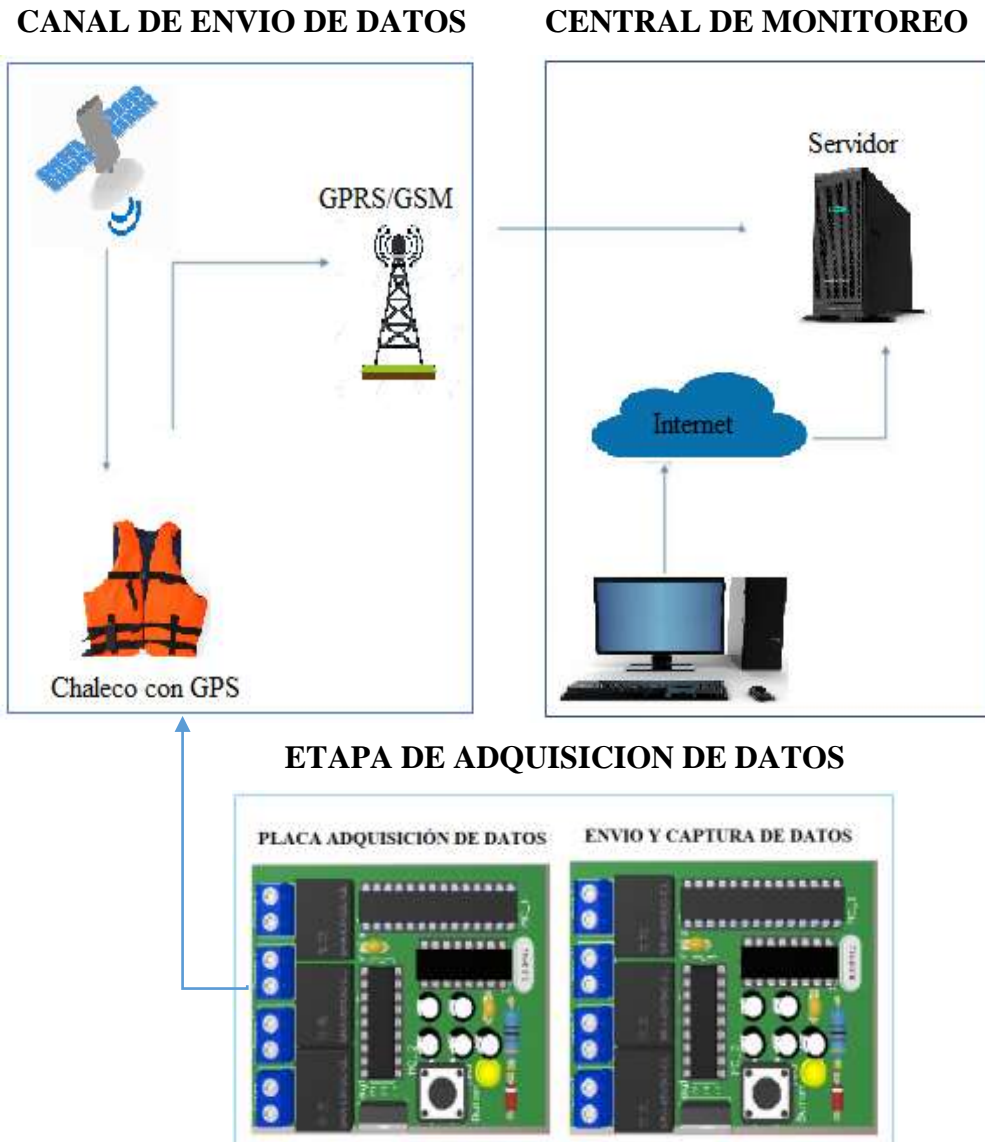 CANAL DE ENVIO DE DATOS
CENTRAL DE MONITOREO
Servidor
GPRS/GSM
Internet
Chaleco con GPS
ETAPA DE ADQUISICION DE DATOS
PLACA ADQUISICIÓN DE DATOS
ENVIO Y CAPTURA DE DATOS